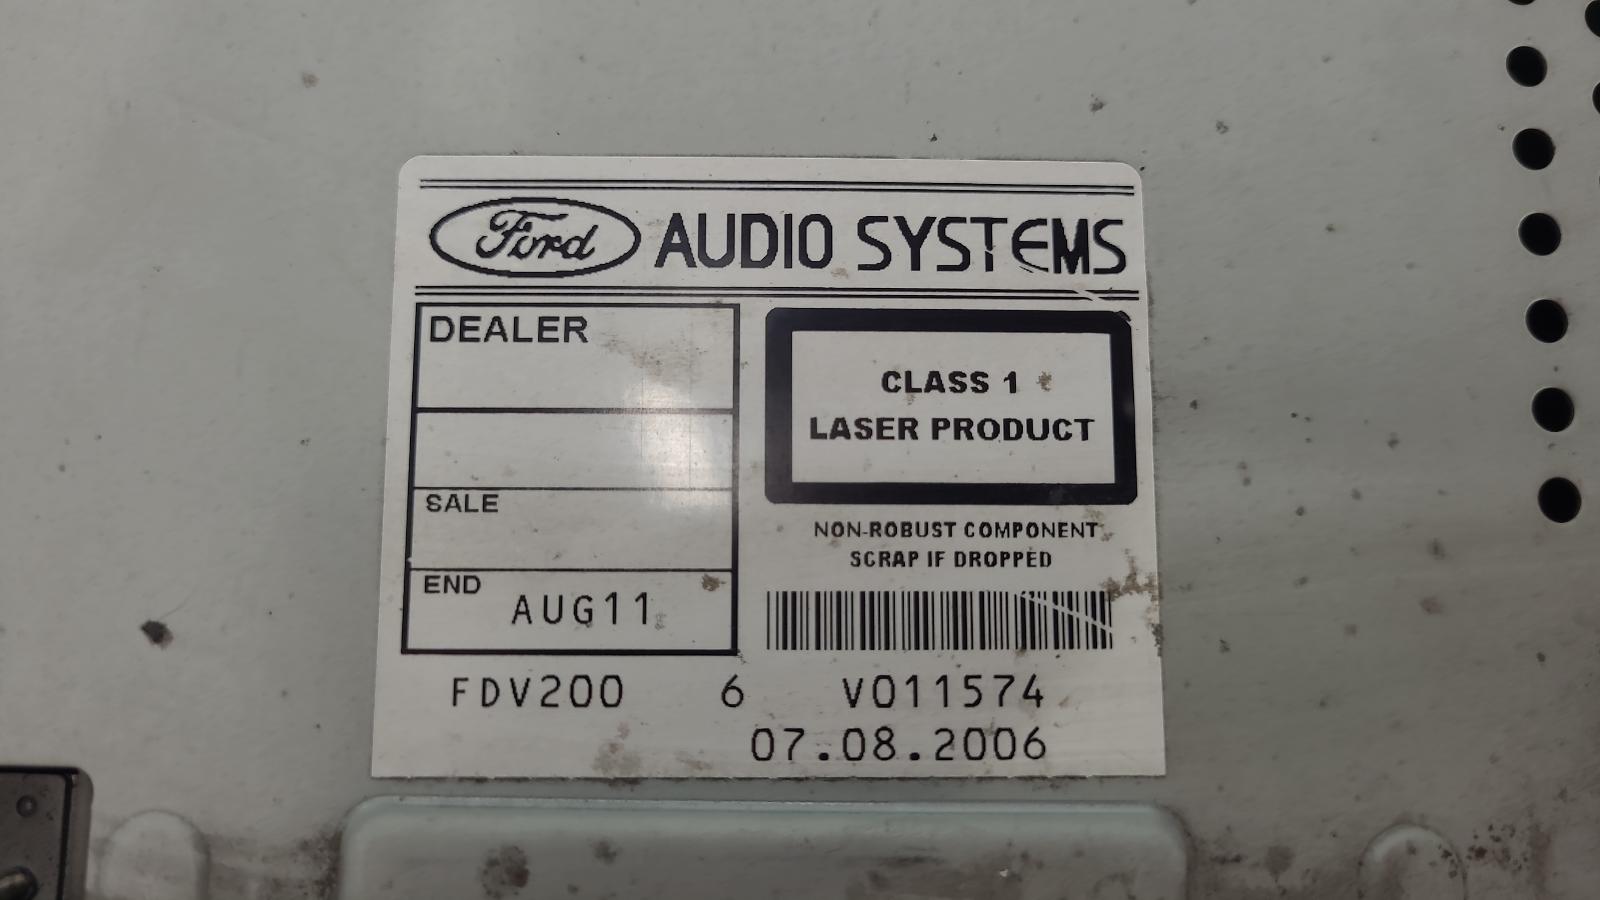 Ford AUDIO SYSTEMS
DEALER
SALE
END AUG11
CLASS 1
LASER PRODUCT
NON-ROBUST COMPONENT
SCRAP IF DROPPED
FDV200 6 V011574
07.08.2006